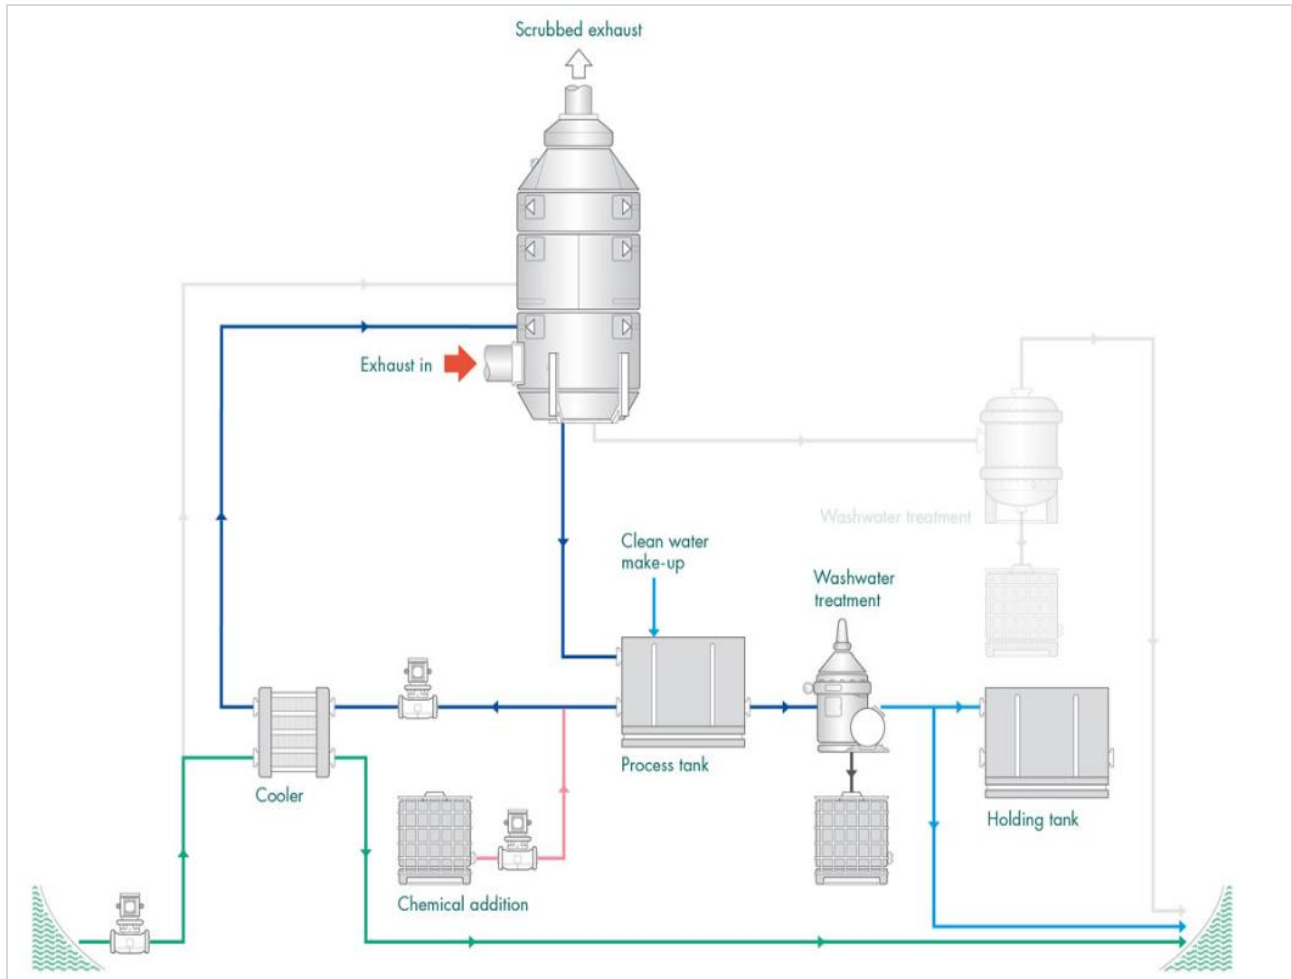 Scrubbed exhaust
Exhaust in
Washwater treatment
Clean water
make-up
Washwater
treatment
Process tank
Cooler
Holding tank
Chemical addition